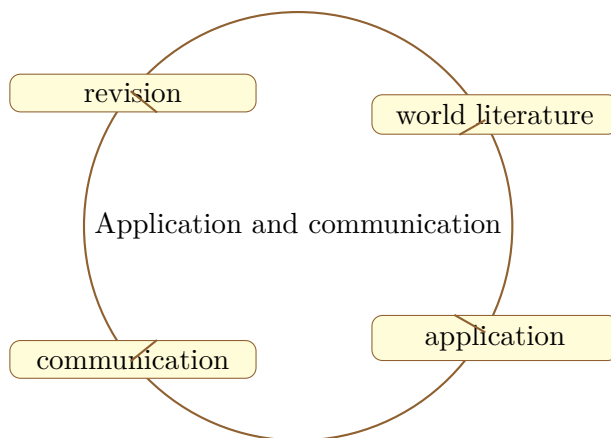 revision
world literature
Application and communication
communication
application